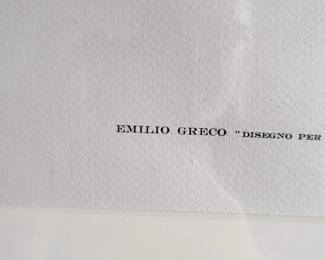 EMILIO GRECO "DISEGNO PER